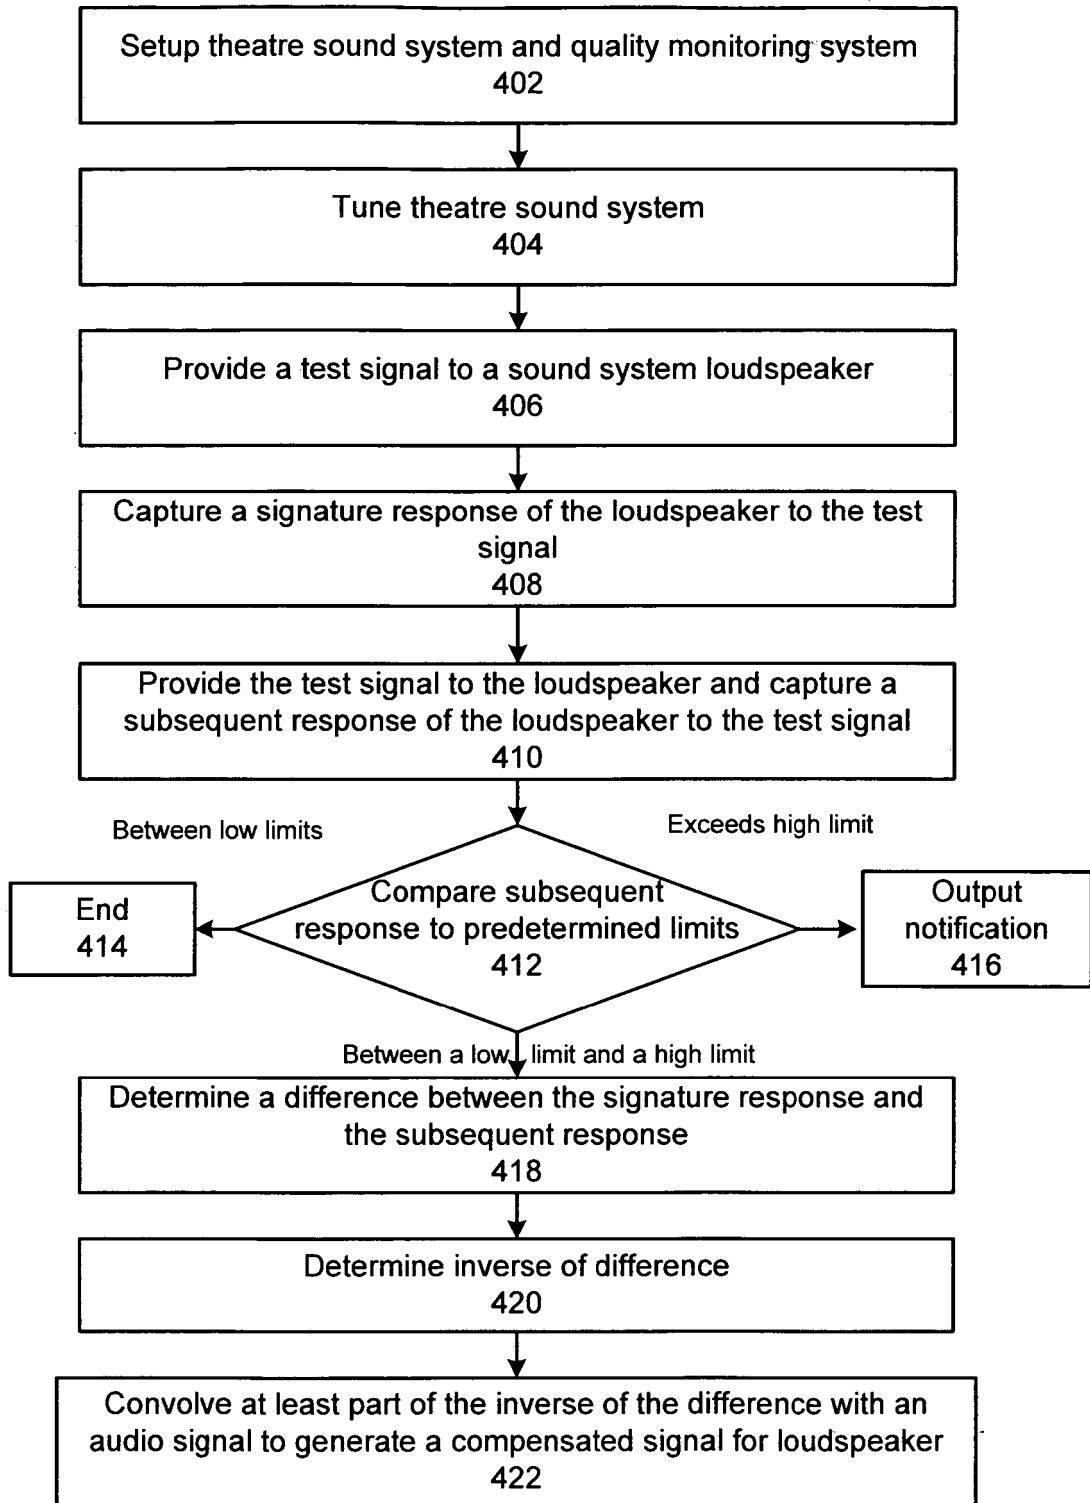 Setup theatre sound system and quality monitoring system
402
Tune theatre sound system
404
Provide a test signal to a sound system loudspeaker
406
Capture a signature response of the loudspeaker to the test
signal
408
Provide the test signal to the loudspeaker and capture a
subsequent response of the loudspeaker to the test signal
410
Between low limits
Exceeds high limit
Compare subsequent
response to predetermined limits
412
End
414
Output
notification
416
Between a low limit and a high limit
Determine a difference between the signature response and
the subsequent response
418
Determine inverse of difference
420
Convolve at least part of the inverse of the difference with an
audio signal to generate a compensated signal for loudspeaker
422